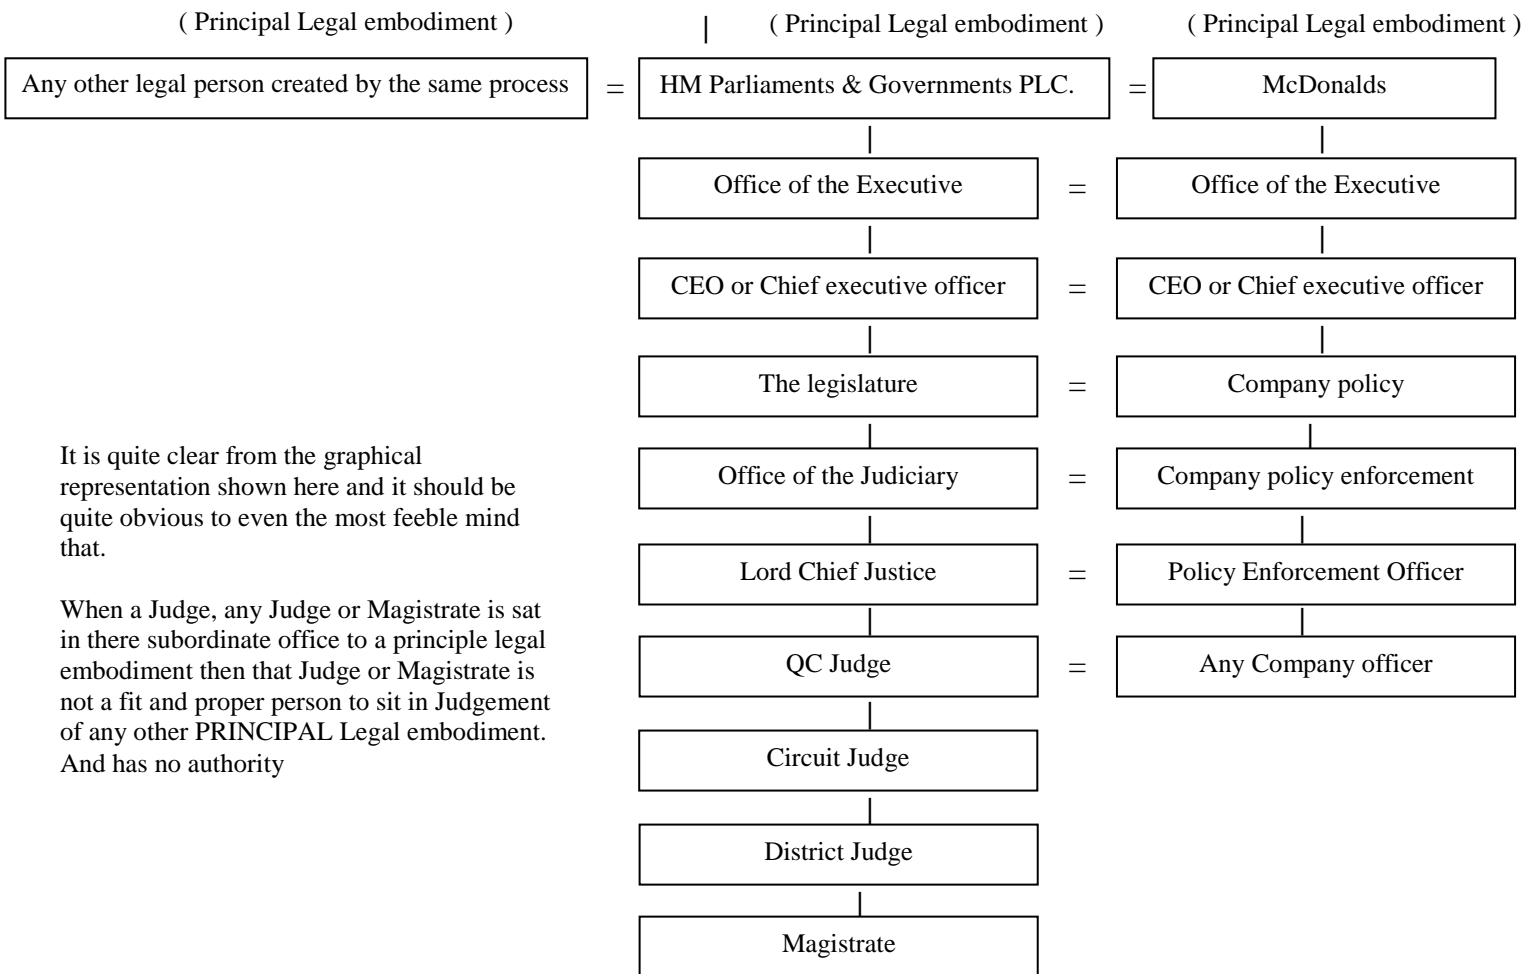 ( Principal Legal embodiment ) | ( Principal Legal embodiment ) ( Principal Legal embodiment )
Any other legal person created by the same process = HM Parliaments & Governments PLC. = McDonalds
Office of the Executive = Office of the Executive
CEO or Chief executive officer = CEO or Chief executive officer
The legislature = Company policy
Office of the Judiciary = Company policy enforcement
Lord Chief Justice = Policy Enforcement Officer
QC Judge = Any Company officer
Circuit Judge
District Judge
Magistrate
It is quite clear from the graphical
representation shown here and it should be
quite obvious to even the most feeble mind
that.
When a Judge, any Judge or Magistrate is sat
in there subordinate office to a principle legal
embodiment then that Judge or Magistrate is
not a fit and proper person to sit in Judgement
of any other PRINCIPAL Legal embodiment.
And has no authority